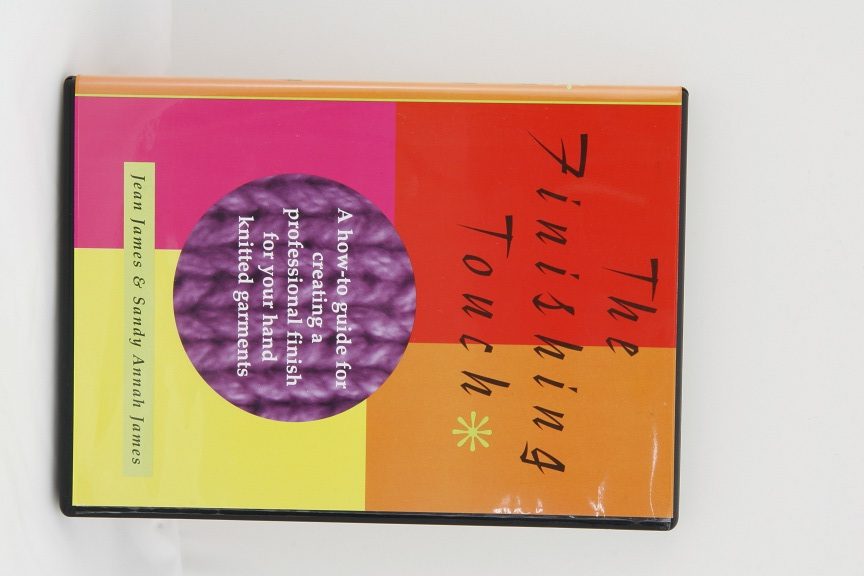 The
Finishing
Touch*
A how-to guide for
creating a
professional finish
for your hand
knitted garments
Jean James & Sandy Annah James